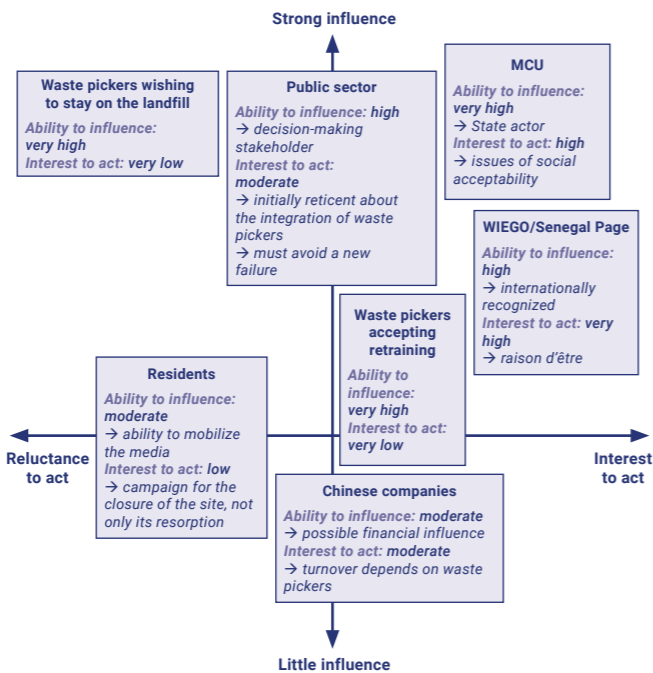 Strong influence
Waste pickers wishing
to stay on the landfill
Ability to influence:
very high
Interest to act: very low
Public sector
Ability to influence: high
→ decision-making
stakeholder
Interest to act:
moderate
→ initially reticent about
the integration of waste
pickers
→ must avoid a new
failure
MCU
Ability to influence:
very high
→ State actor
Interest to act: high
→ issues of social
acceptability
WIEGO/Senegal Page
Ability to influence:
high
→ internationally
recognized
Interest to act: very
high
→ raison d’être
Waste pickers
accepting
retraining
Ability to
influence:
very high
Interest to act:
very low
Residents
Ability to influence:
moderate
→ ability to mobilize
the media
Interest to act: low
→ campaign for the
closure of the site, not
only its resorption
Reluctance
to act
Interest
to act
Chinese companies
Ability to influence: moderate
→ possible financial influence
Interest to act: moderate
→ turnover depends on waste
pickers
Little influence